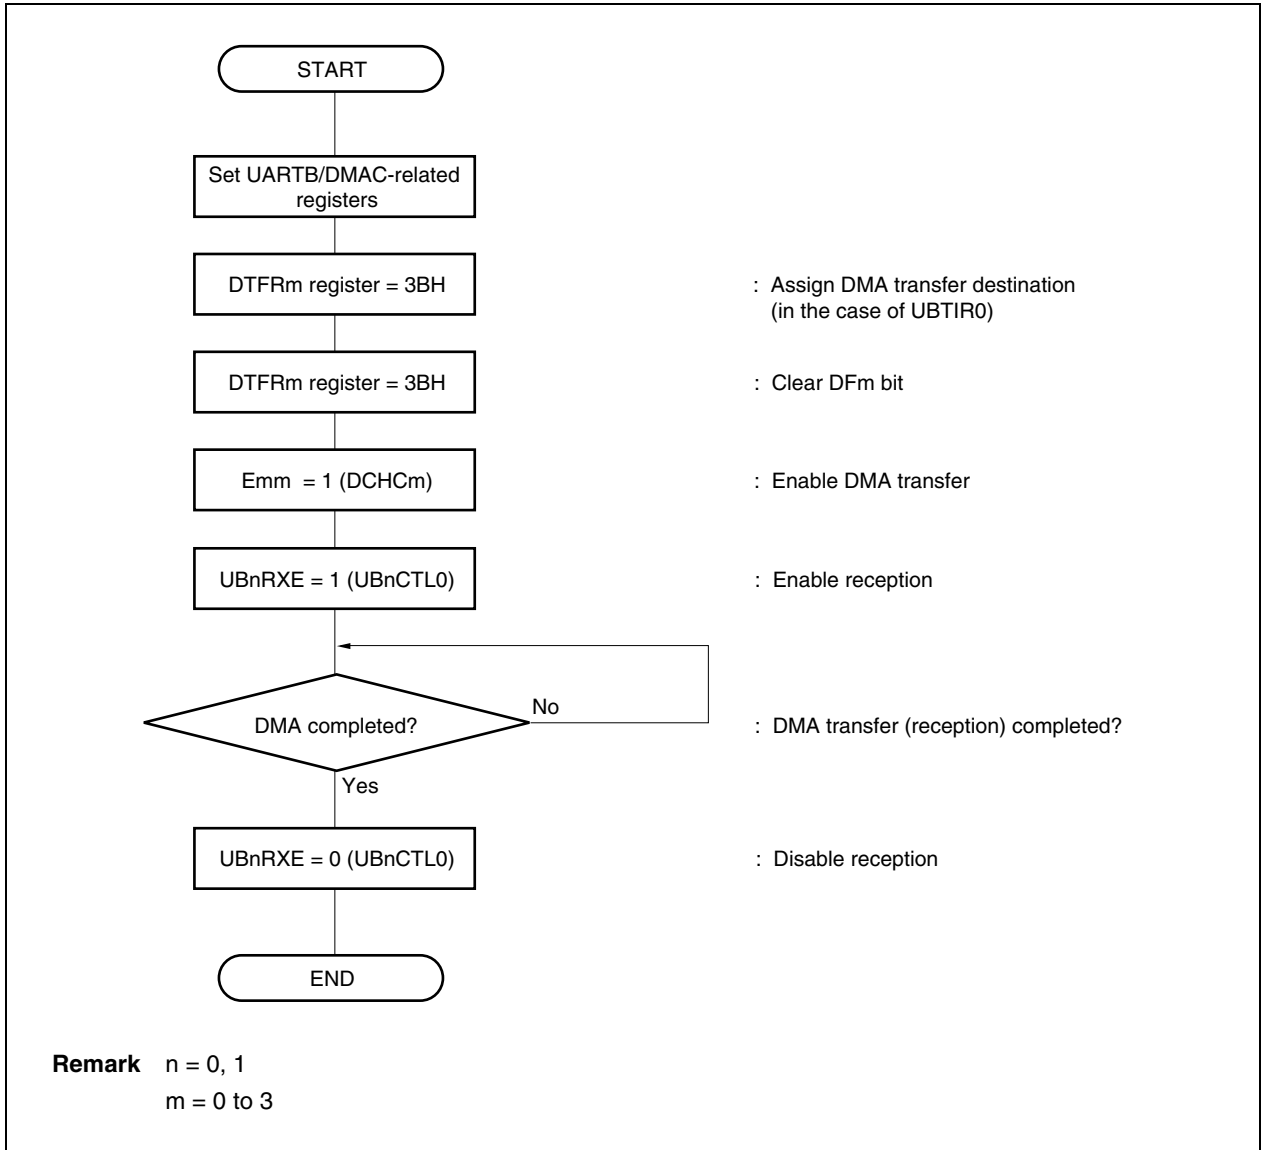 START
Set UARTB/DMAC-related
registers
DTFRm register = 3BH
: Assign DMA transfer destination
(in the case of UBTIR0)
DTFRm register = 3BH
: Clear DFm bit
Emm = 1 (DCHCm)
: Enable DMA transfer
UBnRXE = 1 (UBnCTL0)
: Enable reception
DMA completed?
No
: DMA transfer (reception) completed?
Yes
UBnRXE = 0 (UBnCTL0)
: Disable reception
END
Remark n = 0, 1
m = 0 to 3